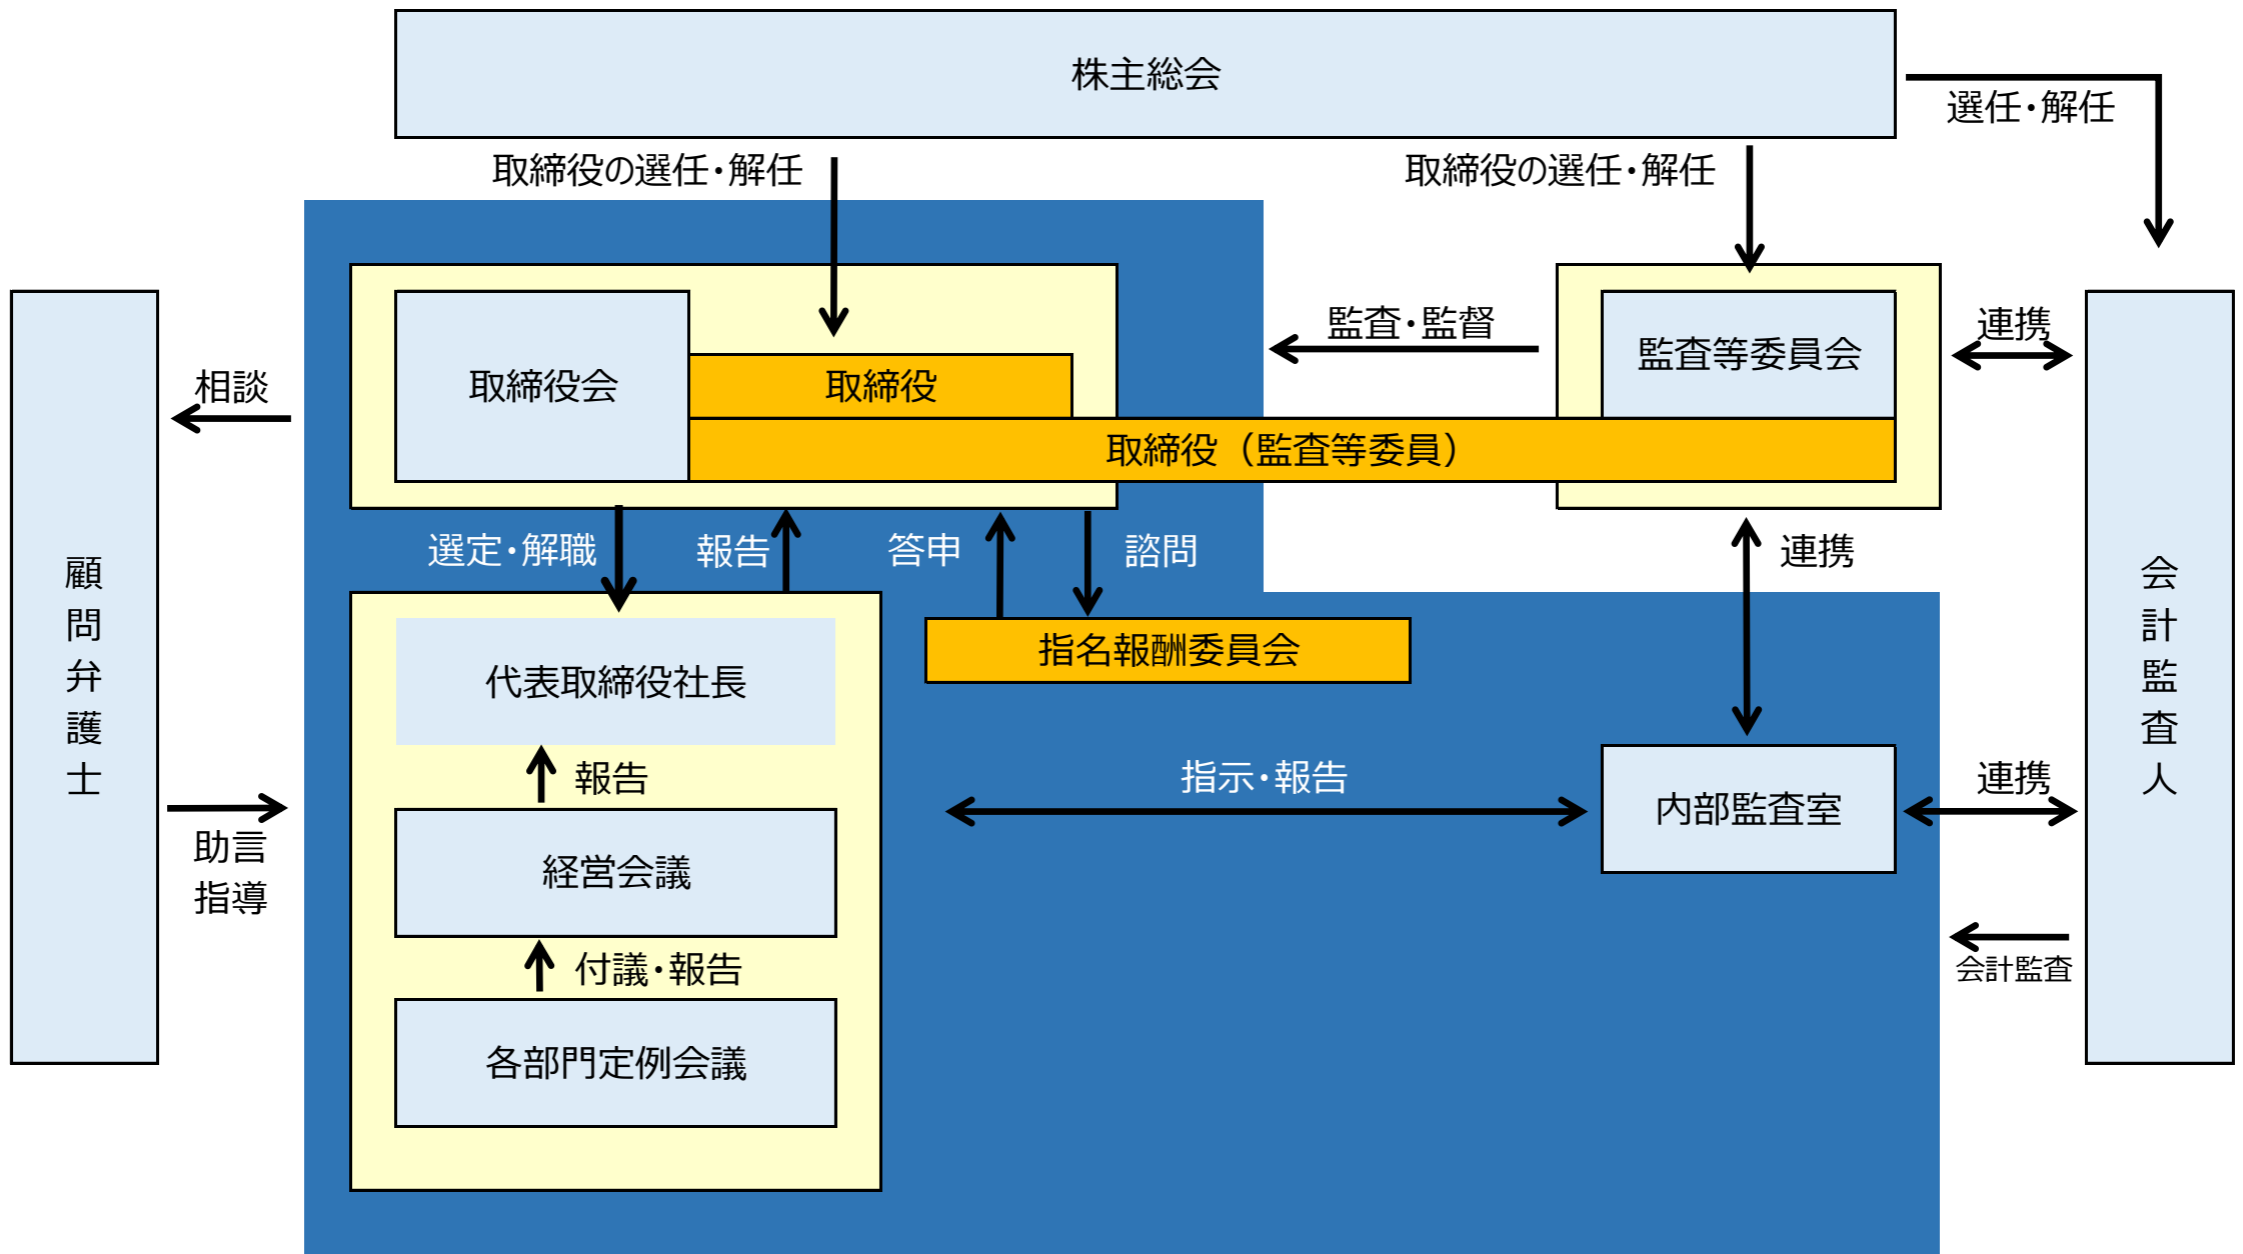 株主総会
選任・解任
取締役の選任・解任
取締役の選任・解任
監査・監督
連携
監査等委員会
取締役会
取締役
相談
取締役（監査等委員）
選定・解職
報告
答申
諮問
連携
顧問弁護士
会計監査人
指名報酬委員会
代表取締役社長
報告
指示・報告
連携
内部監査室
助言
指導
経営会議
付議・報告
会計監査
各部門定例会議